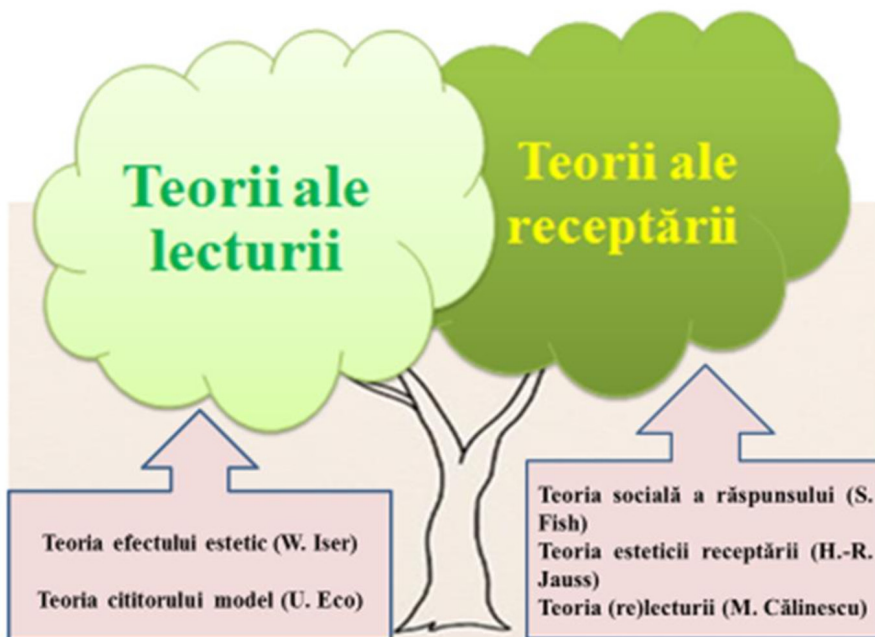 Teorii ale
lecturii
Teorii ale
receptării
Teoria efectului estetic (W. Iser)
Teoria cititorului model (U. Eco)
Teoria socială a răspunsului (S.
Fish)
Teoria esteticii receptării (H.-R.
Jauss)
Teoria (re)lecturii (M. Călinescu)